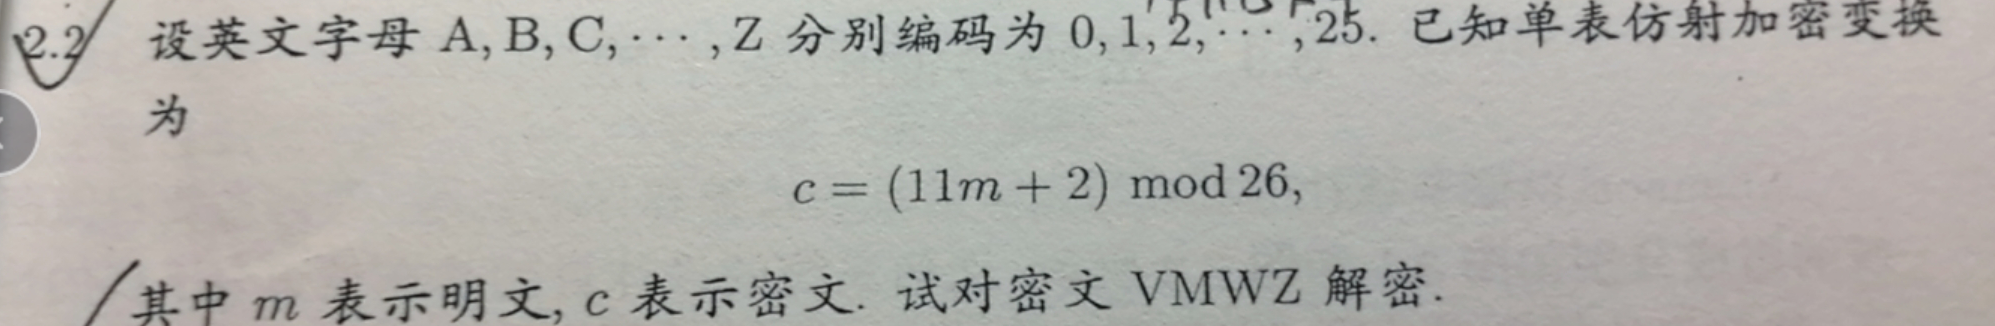 2.2 设英文字母 A, B, C, ⋯ , Z 分别编码为 0, 1, 2, ⋯ , 25. 已知单表仿射加密变换
为
c = (11m + 2) mod 26,
其中 m 表示明文, c 表示密文. 试对密文 VMWZ 解密.